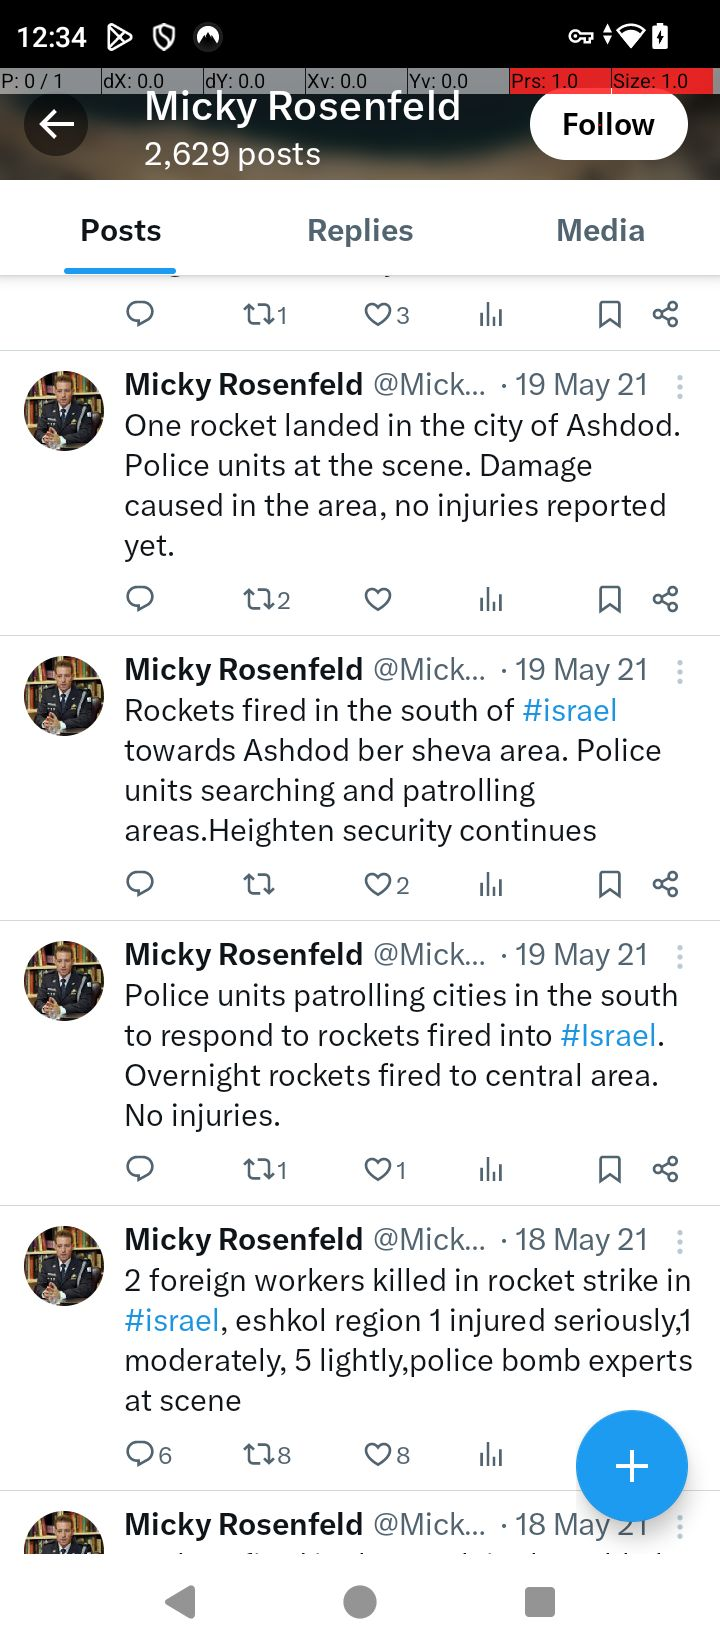 12:34
P: 0 / 1 dX: 0.0 dY: 0.0 Xv: 0.0 Yv: 0.0 Prs: 1.0 Size: 1.0
Micky Rosenfeld
2,629 posts
Follow
Posts Replies Media
1 3
Micky Rosenfeld @Mick... · 19 May 21
One rocket landed in the city of Ashdod.
Police units at the scene. Damage
caused in the area, no injuries reported
yet.
2
Micky Rosenfeld @Mick... · 19 May 21
Rockets fired in the south of #israel
towards Ashdod ber sheva area. Police
units searching and patrolling
areas.Heighten security continues
2
Micky Rosenfeld @Mick... · 19 May 21
Police units patrolling cities in the south
to respond to rockets fired into #Israel.
Overnight rockets fired to central area.
No injuries.
1 1
Micky Rosenfeld @Mick... · 18 May 21
2 foreign workers killed in rocket strike in
#israel, eshkol region 1 injured seriously,1
moderately, 5 lightly,police bomb experts
at scene
6 8 8
Micky Rosenfeld @Mick... · 18 May 21